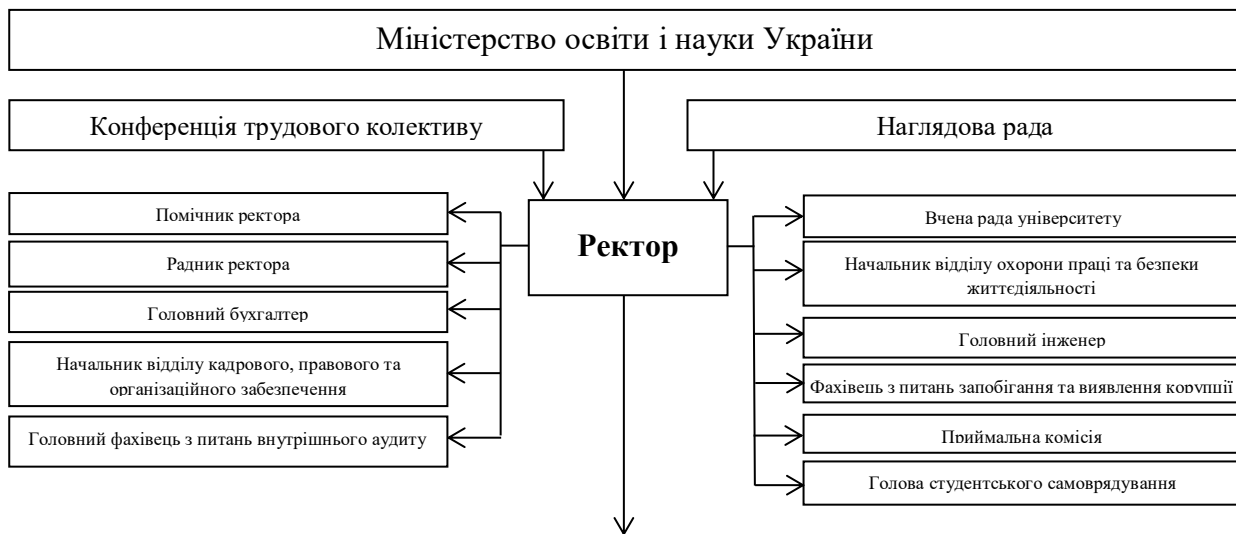 Міністерство освіти і науки України
Конференція трудового колективу
Наглядова рада
Ректор
Помічник ректора
Радник ректора
Головний бухгалтер
Начальник відділу кадрового, правового та
організаційного забезпечення
Головний фахівець з питань внутрішнього аудиту
Вчена рада університету
Начальник відділу охорони праці та безпеки
життєдіяльності
Головний інженер
Фахівець з питань запобігання та виявлення корупції
Приймальна комісія
Голова студентського самоврядування